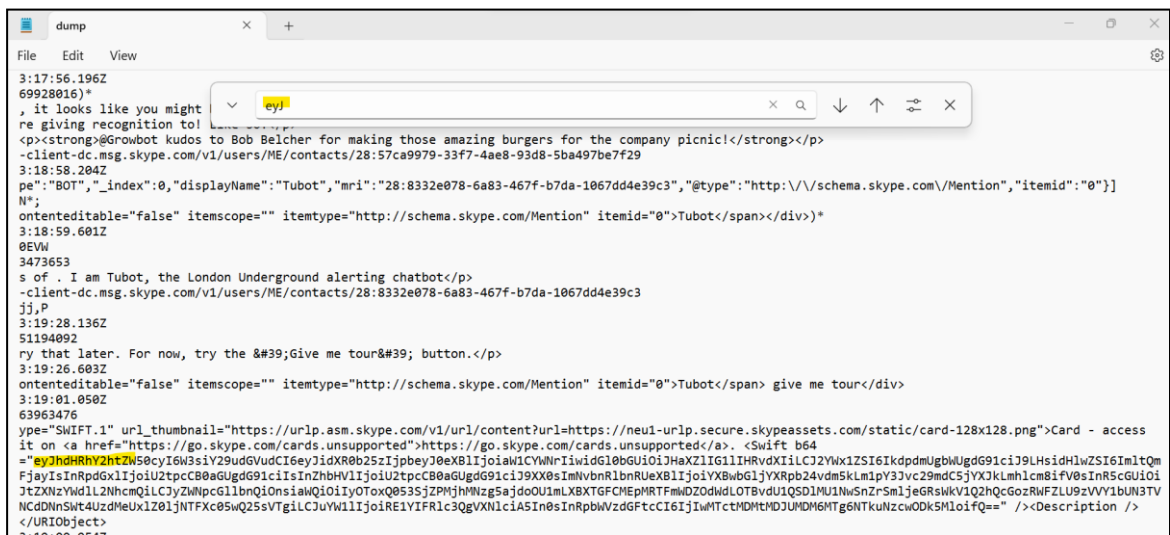 dump
File
Edit
View
3:17:56.196Z
69928016)*
, it looks like you might
eyJ
re giving recognition to!
<p><strong>@Growbot kudos to Bob Belcher for making those amazing burgers for the company picnic!</strong></p>
-client-dc.msg.skype.com/v1/users/ME/contacts/28:57ca9979-33f7-4ae8-93d8-5ba497be7f29
3:18:58.204Z
pe":"BOT","_index":0,"displayName":"Tubot","mri":"28:8332e078-6a83-467f-b7da-1067dd4e39c3","@type":"http:\/\/schema.skype.com\/Mention","itemid":"0"}]
N*;
ontenteditable="false" itemscope="" itemtype="http://schema.skype.com/Mention" itemid="0">Tubot</span></div>)*
3:18:59.601Z
0EVW
3473653
s of . I am Tubot, the London Underground alerting chatbot</p>
-client-dc.msg.skype.com/v1/users/ME/contacts/28:8332e078-6a83-467f-b7da-1067dd4e39c3
jj,P
3:19:28.136Z
51194092
ry that later. For now, try the &#39;Give me tour&#39; button.</p>
3:19:26.603Z
ontenteditable="false" itemscope="" itemtype="http://schema.skype.com/Mention" itemid="0">Tubot</span> give me tour</div>
3:19:01.050Z
63963476
ype="SWIFT.1" url_thumbnail="https://urlp.asm.skype.com/v1/url/content?url=https://neu1-urlp.secure.skypeassets.com/static/card-128x128.png">Card - access
it on <a href="https://go.skype.com/cards.unsupported">https://go.skype.com/cards.unsupported</a>. <Swift b64
="eyJhdHRhY2htZW50cyI6W3siY29udGVudCI6eyJidXR0b25zIjpbeyJ0eXBlIjoiaW1CYWNrIiwidGl0bGUiOiJHaXZlIG1lIHRvdXIiLCJ2YWx1ZSI6IkdpdmUgbWUgdG91ciJ9LHsidHlwZSI6ImltQm
FjayIsInRpdGxlIjoiU2tpcCB0aGUgdG91ciIsInZhbHVlIjoiU2tpcCB0aGUgdG91ciJ9XX0sImNvbnRlbnRUeXBlIjoiYXBwbGljYXRpb24vdm5kLm1pY3Jvc29mdC5jYXJkLmhlcm8ifV0sInR5cGUiOi
JtZXNzYWdlL2NhcmQiLCJyZWNpcGllbnQiOnsiaWQiOiIyOToxQ053SjZPMjhMNzg5ajdoOU1mLXBXTGFCMEpMRTFmWDZOdWdLOTBvdU1QSDlMU1NwSnZrSmljeGRsWkV1Q2hQcGozRWFZLU9zVVY1bUN3TV
NCdDNnSWt4UzdMeUxlZ0ljNTFXc05wQ25sVTgiLCJuYW1lIjoiRE1YIFRlc3QgVXNlciA5In0sInRpbWVzdGFtcCI6IjIwMTctMDMtMDJUMDM6MTg6NTkuNzcwODk5MloifQ==" /><Description />
</URIObject>